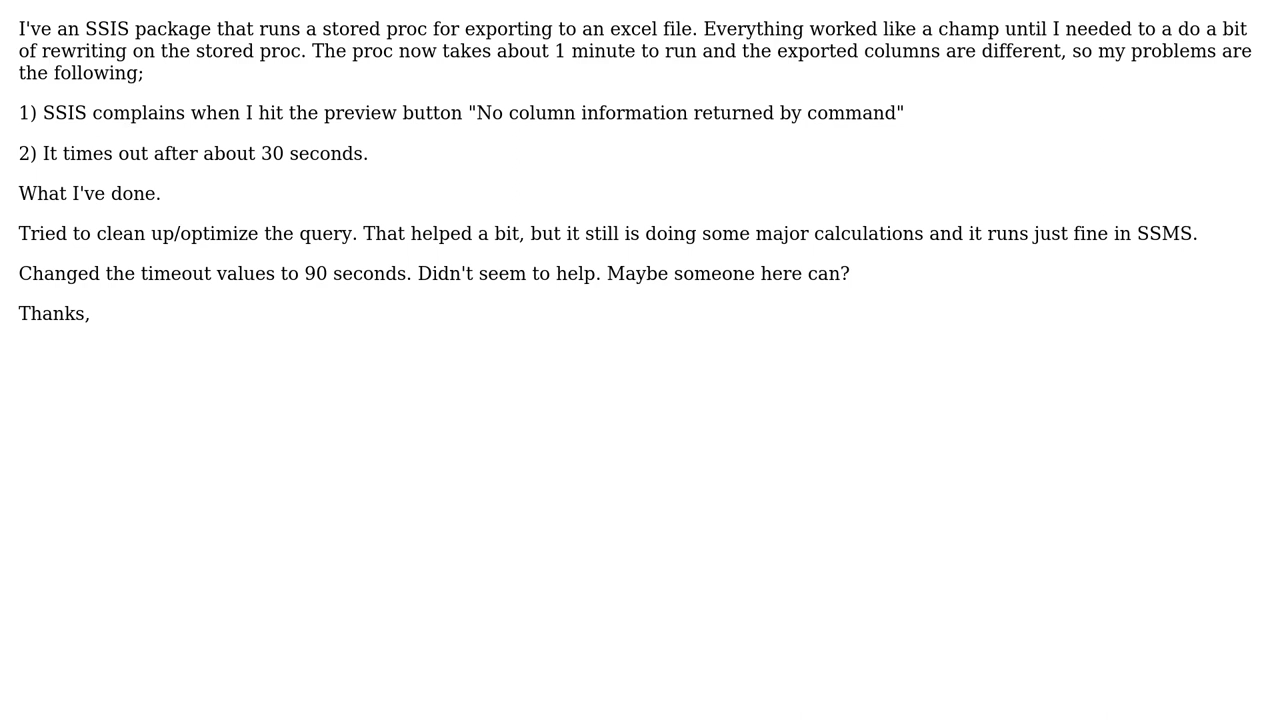 I've an SSIS package that runs a stored proc for exporting to an excel file. Everything worked like a champ until I needed to a do a bit
of rewriting on the stored proc. The proc now takes about 1 minute to run and the exported columns are different, so my problems are
the following;
1) SSIS complains when I hit the preview button "No column information returned by command"
2) It times out after about 30 seconds.
What I've done.
Tried to clean up/optimize the query. That helped a bit, but it still is doing some major calculations and it runs just fine in SSMS.
Changed the timeout values to 90 seconds. Didn't seem to help. Maybe someone here can?
Thanks,